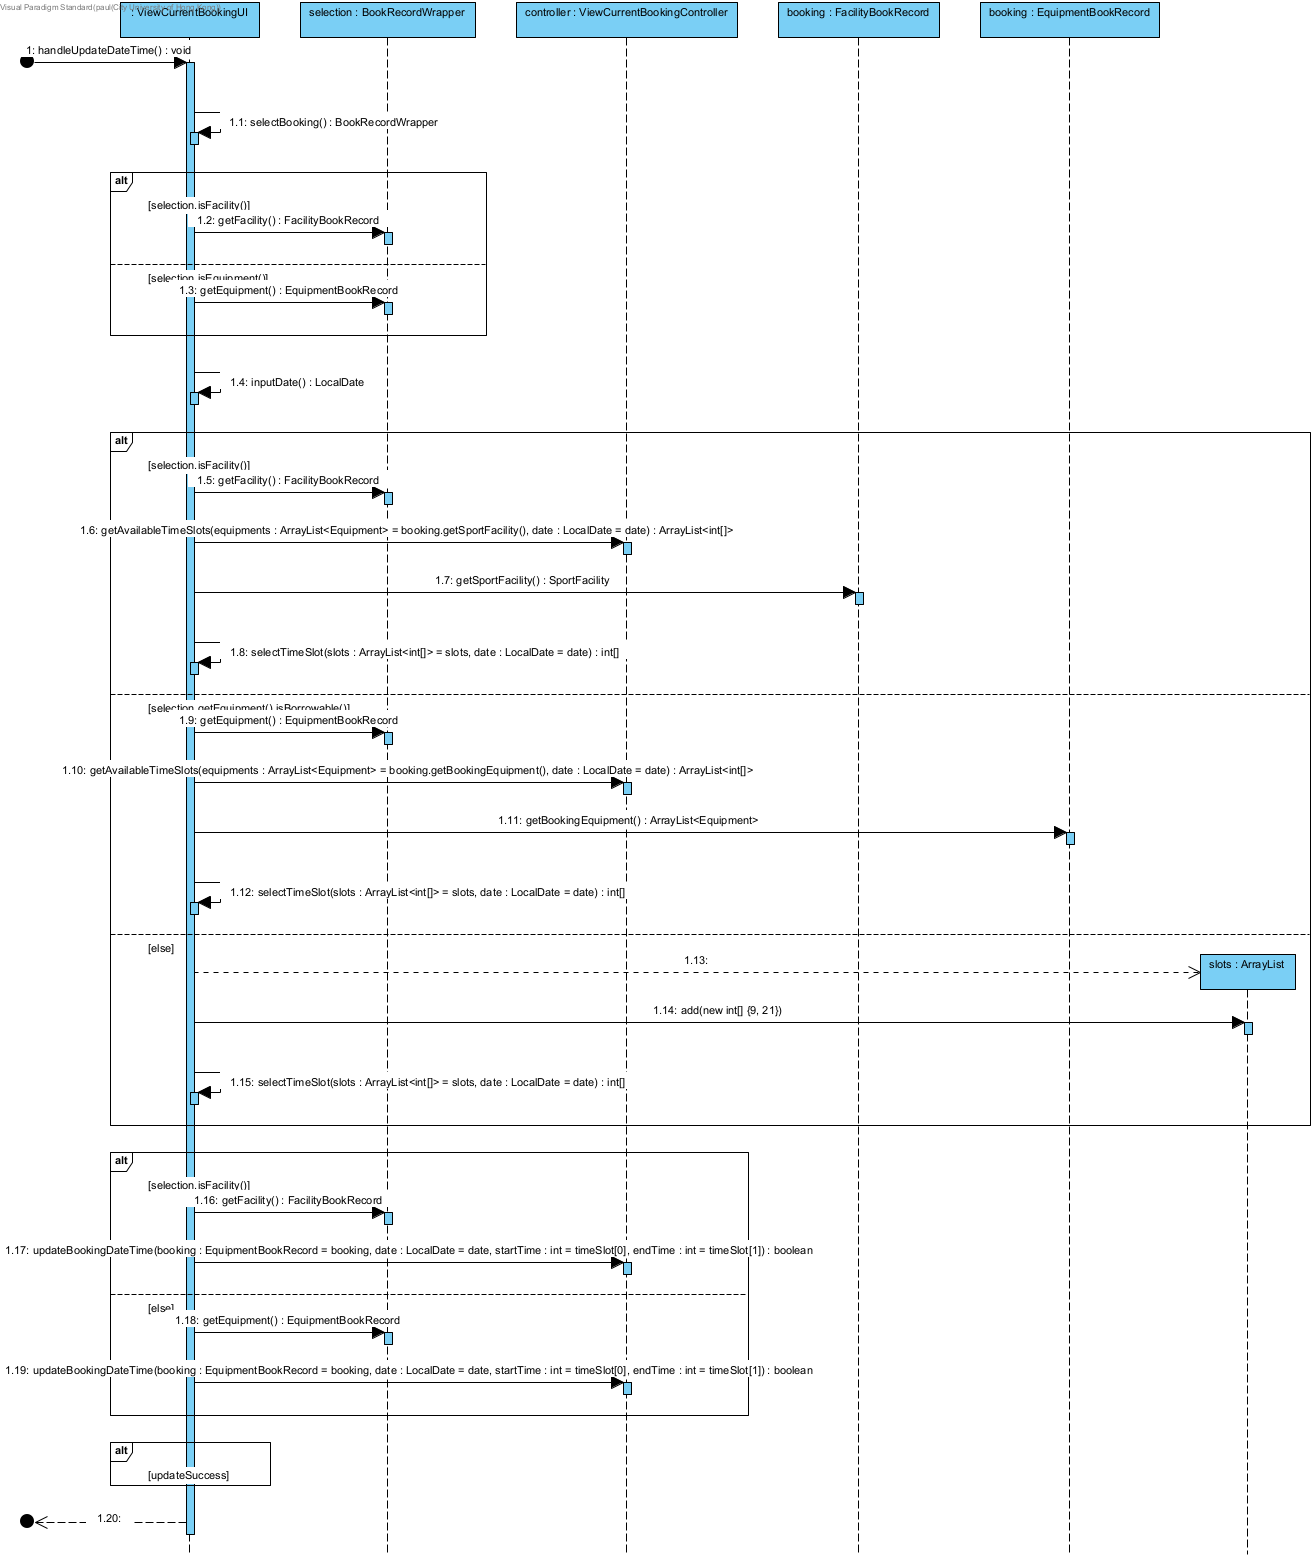 : ViewCurrentBookingUI
selection : BookRecordWrapper
controller : ViewCurrentBookingController
booking : FacilityBookRecord
booking : EquipmentBookRecord
1: handleUpdateDateTime() : void
1.1: selectBooking() : BookRecordWrapper
alt
[selection.isFacility()]
1.2: getFacility() : FacilityBookRecord
[selection.isEquipment()]
1.3: getEquipment() : EquipmentBookRecord
1.4: inputDate() : LocalDate
alt
[selection.isFacility()]
1.5: getFacility() : FacilityBookRecord
1.6: getAvailableTimeSlots(equipments : ArrayList<Equipment> = booking.getSportFacility(), date : LocalDate = date) : ArrayList<int[]>
1.7: getSportFacility() : SportFacility
1.8: selectTimeSlot(slots : ArrayList<int[]> = slots, date : LocalDate = date) : int[]
[selection.getEquipment().isBorrowable()]
1.9: getEquipment() : EquipmentBookRecord
1.10: getAvailableTimeSlots(equipments : ArrayList<Equipment> = booking.getBookingEquipment(), date : LocalDate = date) : ArrayList<int[]>
1.11: getBookingEquipment() : ArrayList<Equipment>
1.12: selectTimeSlot(slots : ArrayList<int[]> = slots, date : LocalDate = date) : int[]
[else]
1.13:
slots : ArrayList
1.14: add(new int[] {9, 21})
1.15: selectTimeSlot(slots : ArrayList<int[]> = slots, date : LocalDate = date) : int[]
alt
[selection.isFacility()]
1.16: getFacility() : FacilityBookRecord
1.17: updateBookingDateTime(booking : EquipmentBookRecord = booking, date : LocalDate = date, startTime : int = timeSlot[0], endTime : int = timeSlot[1]) : boolean
[else]
1.18: getEquipment() : EquipmentBookRecord
1.19: updateBookingDateTime(booking : EquipmentBookRecord = booking, date : LocalDate = date, startTime : int = timeSlot[0], endTime : int = timeSlot[1]) : boolean
alt
[updateSuccess]
1.20: